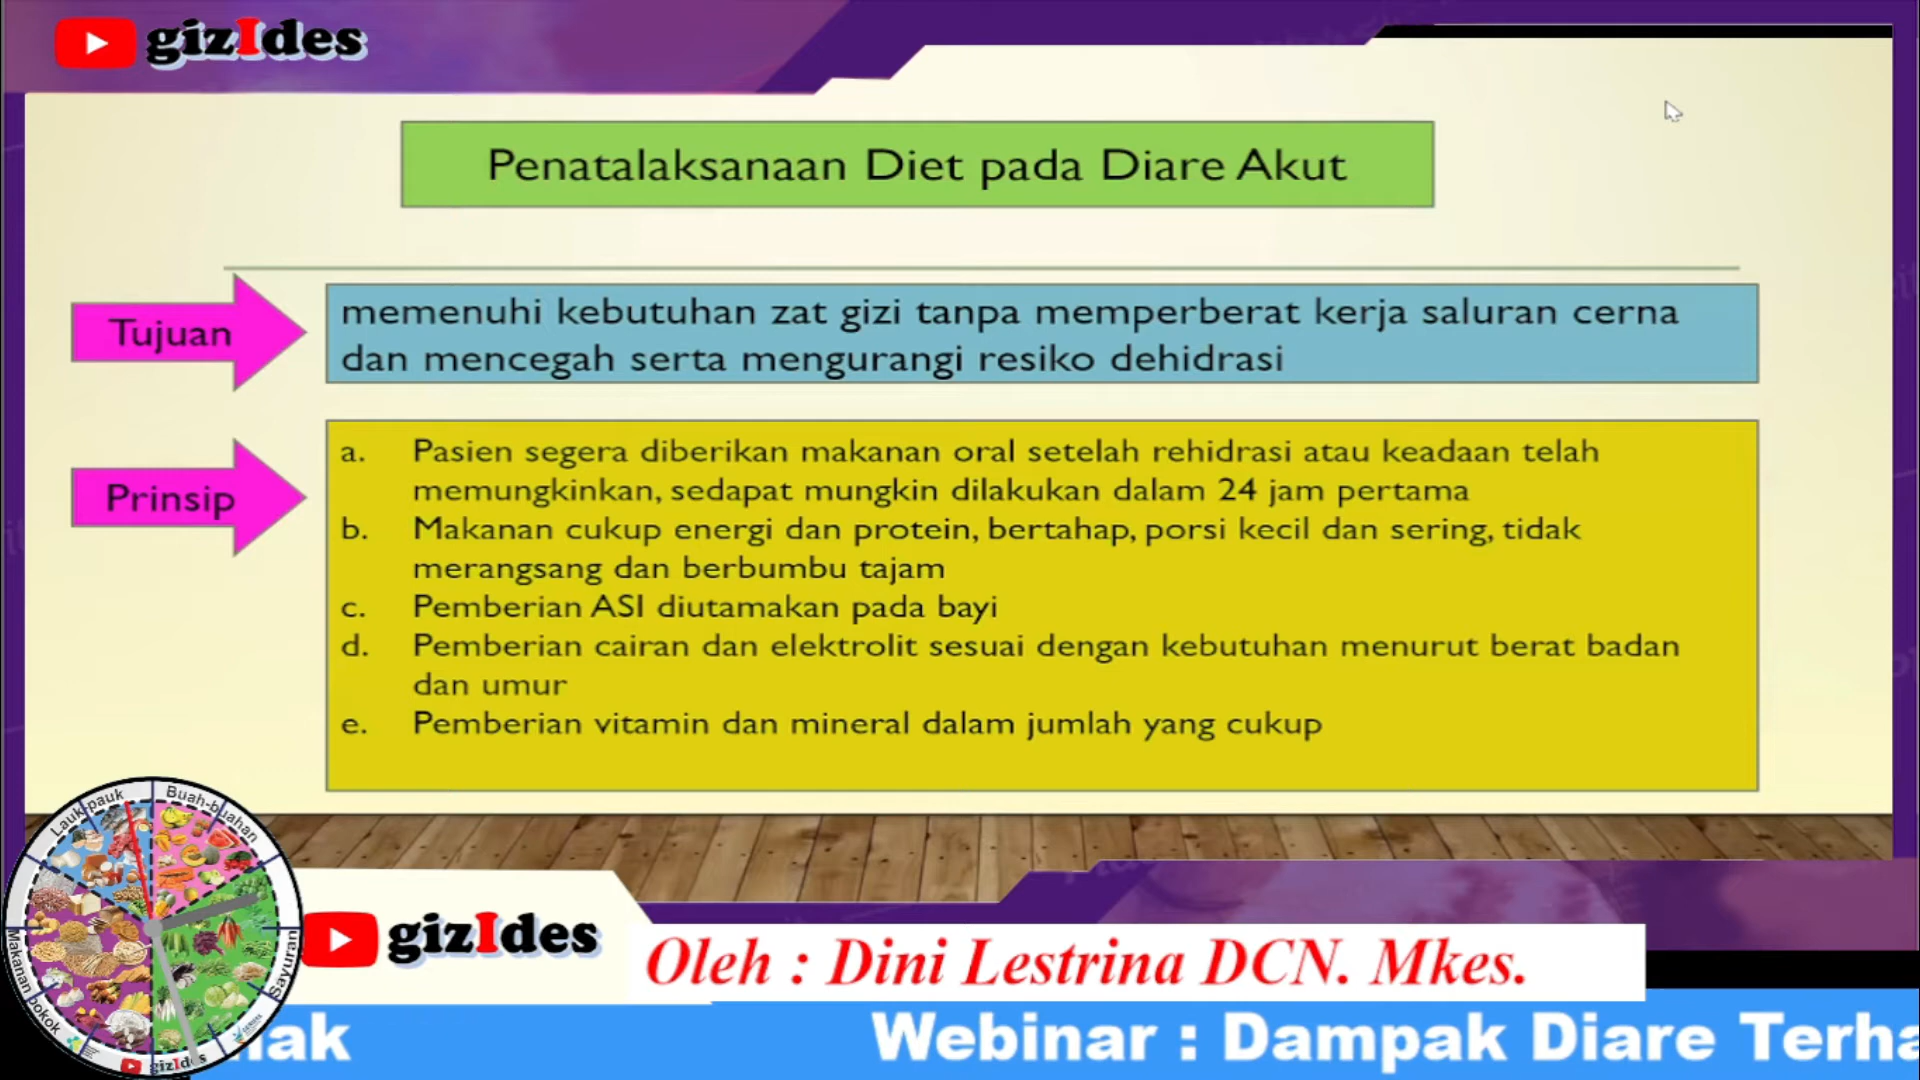 gizIdes
Penatalaksanaan Diet pada Diare Akut
Tujuan
memenuhi kebutuhan zat gizi tanpa memperberat kerja saluran cerna
dan mencegah serta mengurangi resiko dehidrasi
Prinsip
a. Pasien segera diberikan makanan oral setelah rehidrasi atau keadaan telah
memungkinkan, sedapat mungkin dilakukan dalam 24 jam pertama
b. Makanan cukup energi dan protein, bertahap, porsi kecil dan sering, tidak
merangsang dan berbumbu tajam
c. Pemberian ASI diutamakan pada bayi
d. Pemberian cairan dan elektrolit sesuai dengan kebutuhan menurut berat badan
dan umur
e. Pemberian vitamin dan mineral dalam jumlah yang cukup
Lauk-pauk
Buah-buahan
Sayuran
Makanan pokok
gizIdes
gizIdes
Oleh : Dini Lestrina DCN. Mkes.
nak
Webinar : Dampak Diare Terha